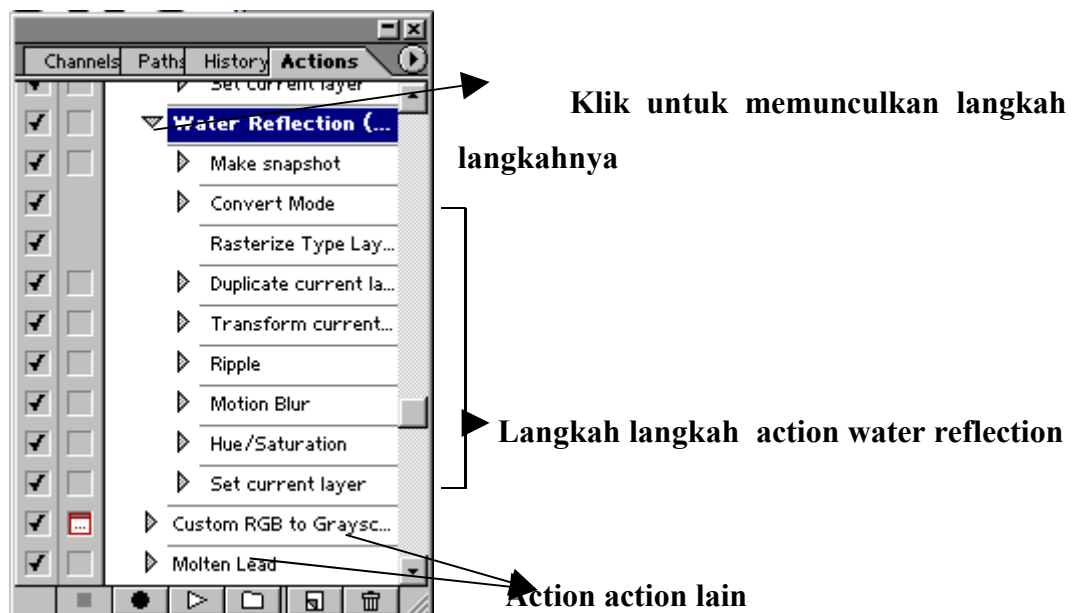 Channels Paths History Actions
Set current layer
Water Reflection (...
Klik untuk memunculkan langkah
langkahnya
Make snapshot
Convert Mode
Rasterize Type Lay...
Duplicate current la...
Transform current...
Ripple
Motion Blur
Hue/Saturation
Langkah langkah action water reflection
Set current layer
Custom RGB to Graysc...
Molten Lead
Action action lain